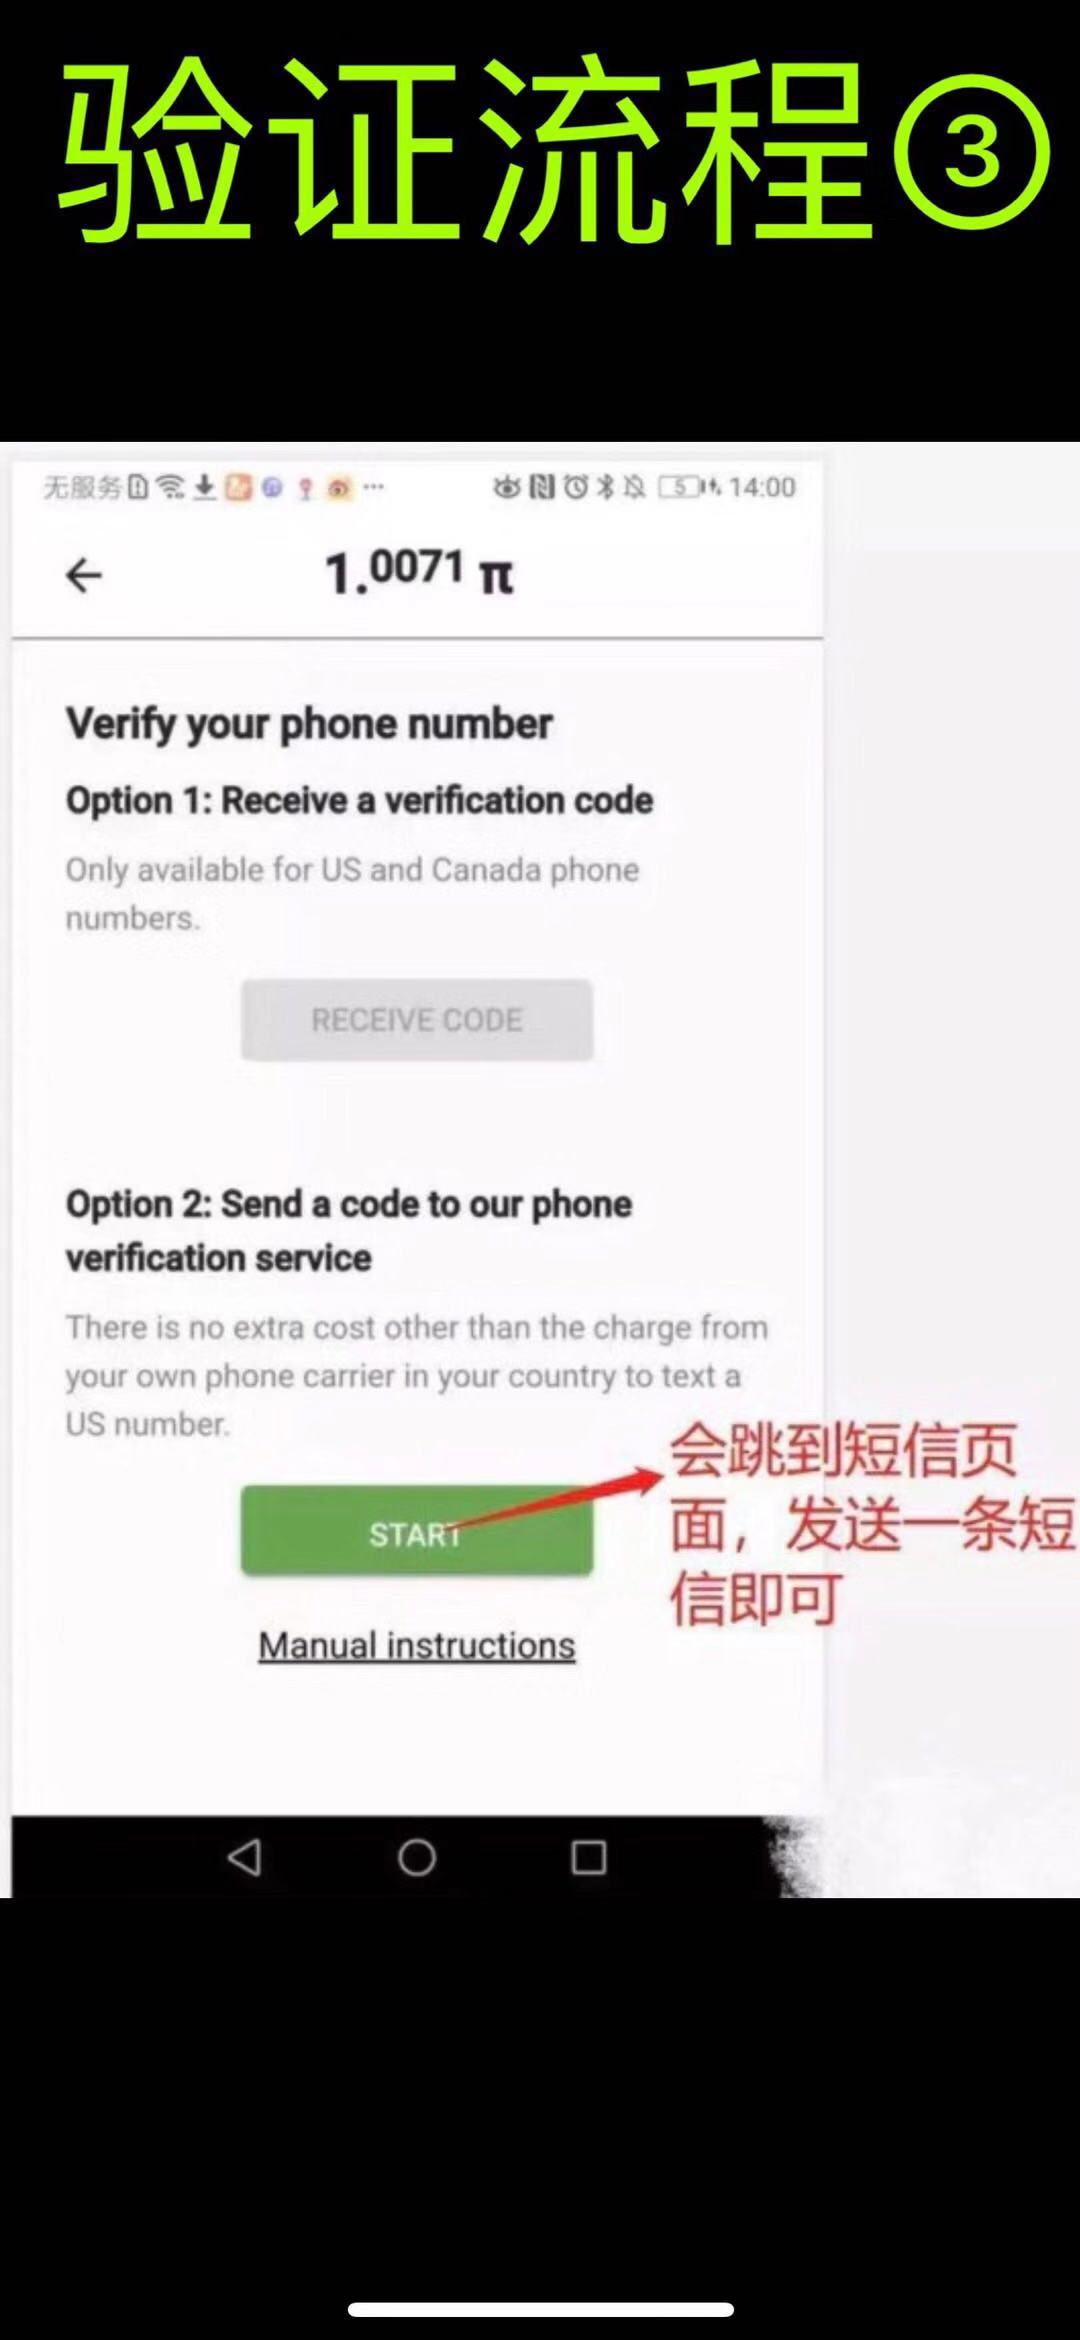 验证流程③
无服务
5
14:00
1.0071 π
Verify your phone number
Option 1: Receive a verification code
Only available for US and Canada phone
numbers.
RECEIVE CODE
Option 2: Send a code to our phone
verification service
There is no extra cost other than the charge from
your own phone carrier in your country to text a
US number.
START
会跳到短信页
面，发送一条短
信即可
Manual instructions